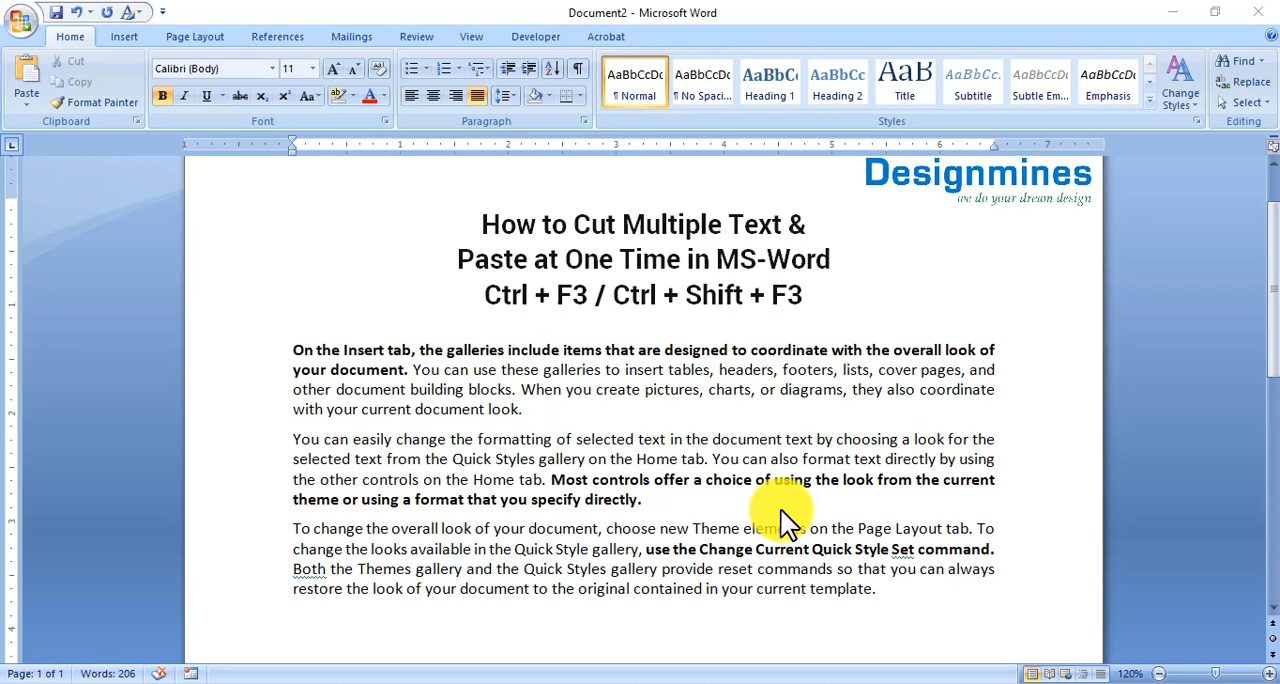 Document2 - Microsoft Word
Home Insert Page Layout References Mailings Review View Developer Acrobat
Paste
Cut
Copy
Format Painter
Clipboard
Calibri (Body) 11
Font
Paragraph
AaBbCcDc AaBbCcDc AaBbCc AaBbCc AaB AaBbCc. AaBbCcDc AaBbCcDc
¶ Normal ¶ No Spaci... Heading 1 Heading 2 Title Subtitle Subtle Em... Emphasis
Styles
Change Styles
Find
Replace
Select
Editing
1 1 2 3 4 5 6 7
Designmines
we do your dream design
How to Cut Multiple Text &
Paste at One Time in MS-Word
Ctrl + F3 / Ctrl + Shift + F3
On the Insert tab, the galleries include items that are designed to coordinate with the overall look of
your document. You can use these galleries to insert tables, headers, footers, lists, cover pages, and
other document building blocks. When you create pictures, charts, or diagrams, they also coordinate
with your current document look.
You can easily change the formatting of selected text in the document text by choosing a look for the
selected text from the Quick Styles gallery on the Home tab. You can also format text directly by using
the other controls on the Home tab. Most controls offer a choice of using the look from the current
theme or using a format that you specify directly.
To change the overall look of your document, choose new Theme elements on the Page Layout tab. To
change the looks available in the Quick Style gallery, use the Change Current Quick Style Set command.
Both the Themes gallery and the Quick Styles gallery provide reset commands so that you can always
restore the look of your document to the original contained in your current template.
Page: 1 of 1 Words: 206 120%